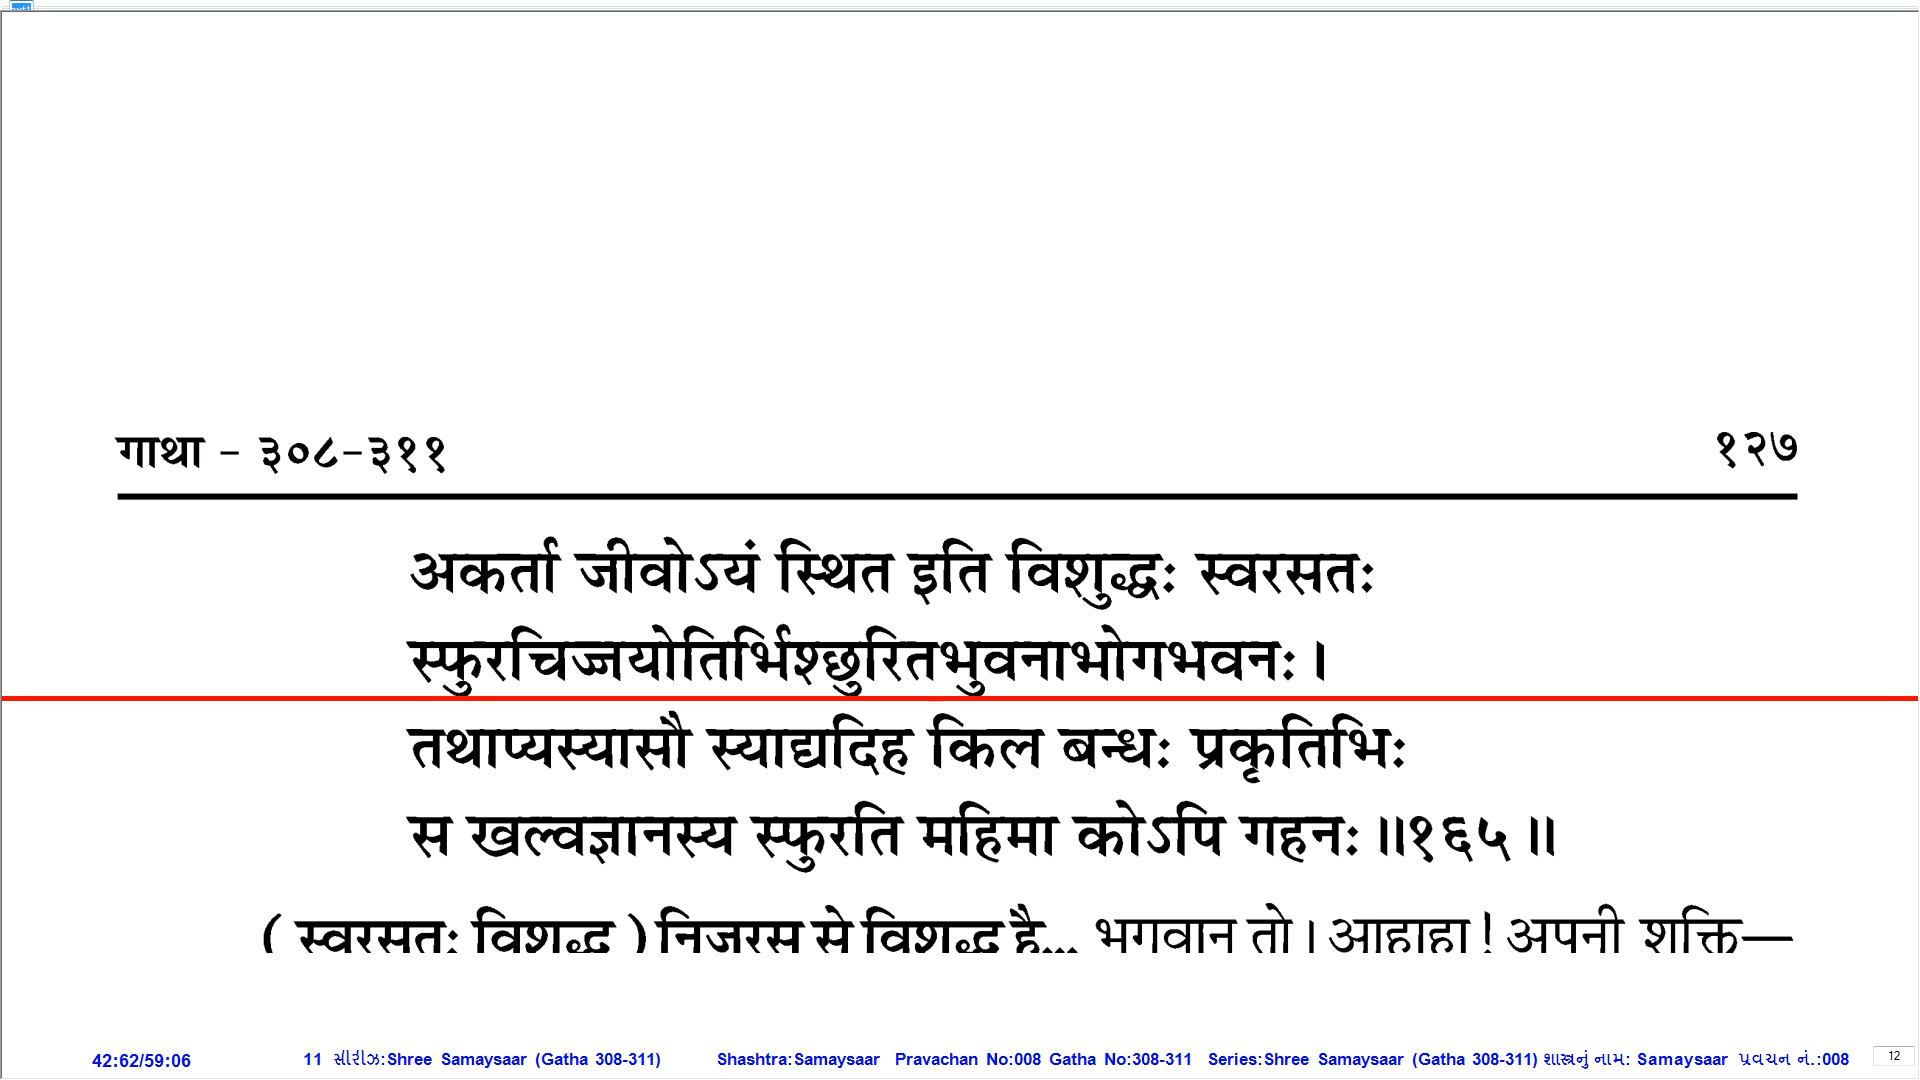 गाथा - ३०८-३११ १२७
अकर्ता जीवोऽयं स्थित इति विशुद्धः स्वरसतः
स्फुरचिज्जयोतिर्भिश्छुरितभुवनाभोगभवनः।
तथाप्यस्यासौ स्याद्यदिह किल बन्धः प्रकृतिभिः
स खल्वज्ञानस्य स्फुरति महिमा कोऽपि गहनः॥१६५॥
( स्वरसतः विशुद्ध ) निजरस से विशुद्ध है... भगवान तो। आहाहा! अपनी शक्ति—
42:62/59:06 11 સીરીઝ:Shree Samaysaar (Gatha 308-311) Shashtra:Samaysaar Pravachan No:008 Gatha No:308-311 Series:Shree Samaysaar (Gatha 308-311) શાસ્ત્રનું નામ: Samaysaar પ્રવચન નં.:008 12